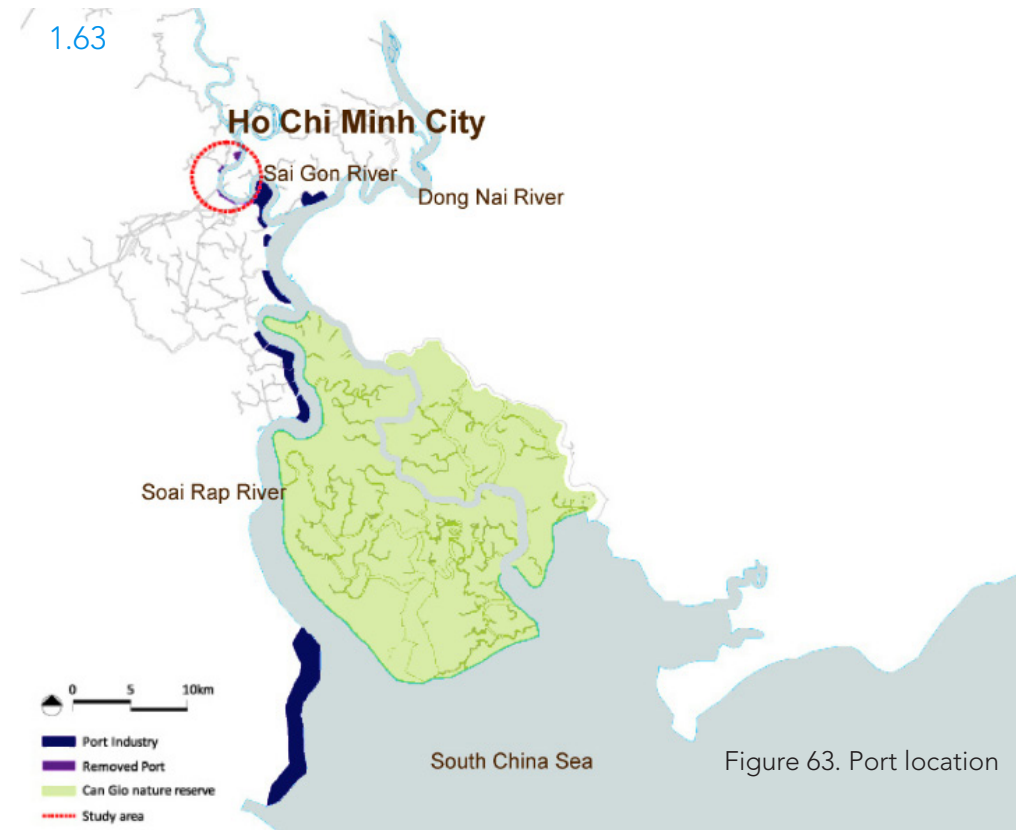 1.63
Ho Chi Minh City
Sai Gon River
Dong Nai River
Soai Rap River
0 5 10km
Port Industry
Removed Port
Can Gio nature reserve
Study area
South China Sea
Figure 63. Port location